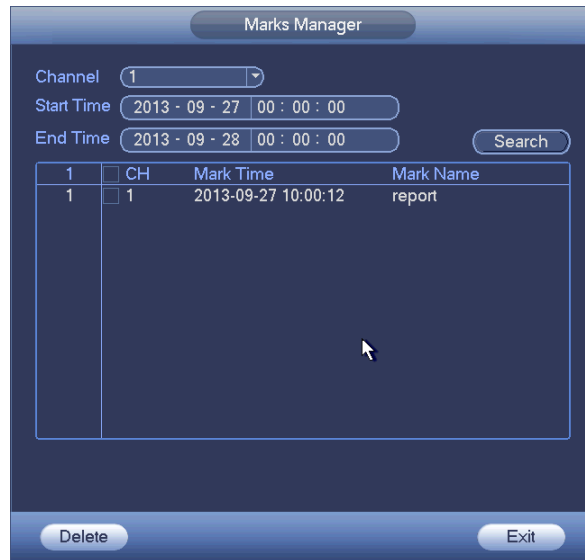 Marks Manager
Channel 1
Start Time 2013 - 09 - 27 00 : 00 : 00
End Time 2013 - 09 - 28 00 : 00 : 00
Search
1 CH Mark Time Mark Name
1 1 2013-09-27 10:00:12 report
Delete Exit